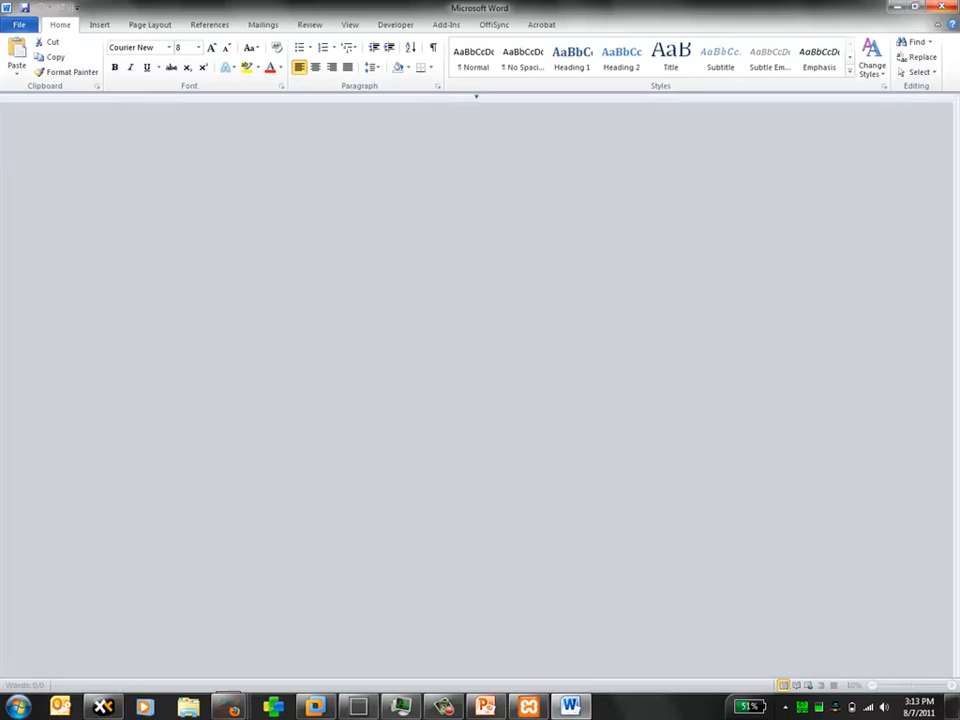 Microsoft Word
File Home Insert Page Layout References Mailings Review View Developer Add-Ins OffiSync Acrobat
Paste
Cut
Copy
Format Painter
Clipboard
Courier New 8
Font
Paragraph
AaBbCcDc AaBbCcDc AaBbC AaBbCc AaB AaBbCc. AaBbCcDc AaBbCcDc
¶ Normal ¶ No Spaci... Heading 1 Heading 2 Title Subtitle Subtle Em... Emphasis
Styles
Change
Styles
Find
Replace
Select
Editing
Words: 0/0
10%
51%
3:13 PM
8/7/2011